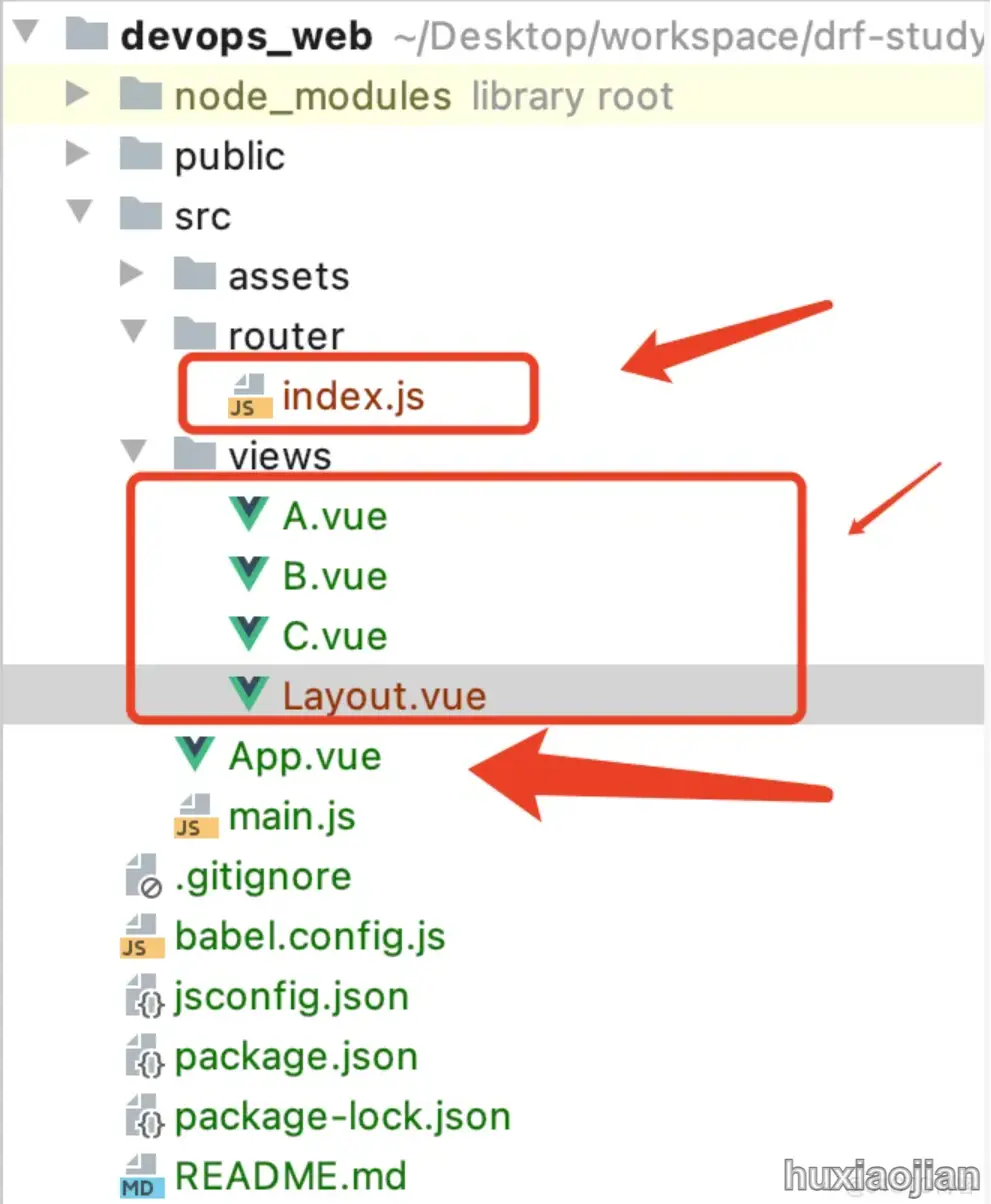 devops_web ~/Desktop/workspace/drf-study
node_modules library root
public
src
assets
router
JS index.js
views
A.vue
B.vue
C.vue
Layout.vue
App.vue
JS main.js
.gitignore
JS babel.config.js
jsconfig.json
package.json
package-lock.json
MD README.md
huxiaojian